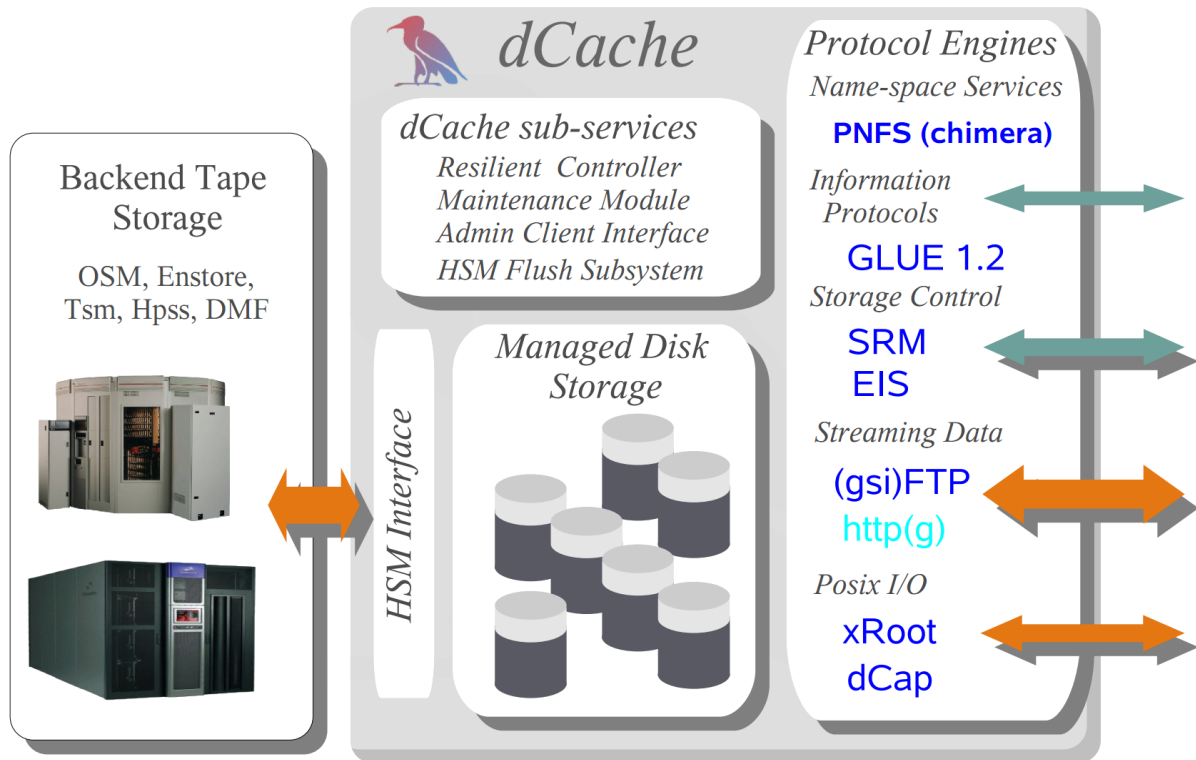 dCache
Backend Tape
Storage
OSM, Enstore,
Tsm, Hpss, DMF
dCache sub-services
Resilient Controller
Maintenance Module
Admin Client Interface
HSM Flush Subsystem
HSM Interface
Managed Disk
Storage
Protocol Engines
Name-space Services
PNFS (chimera)
Information
Protocols
GLUE 1.2
Storage Control
SRM
EIS
Streaming Data
(gsi)FTP
http(g)
Posix I/O
xRoot
dCap